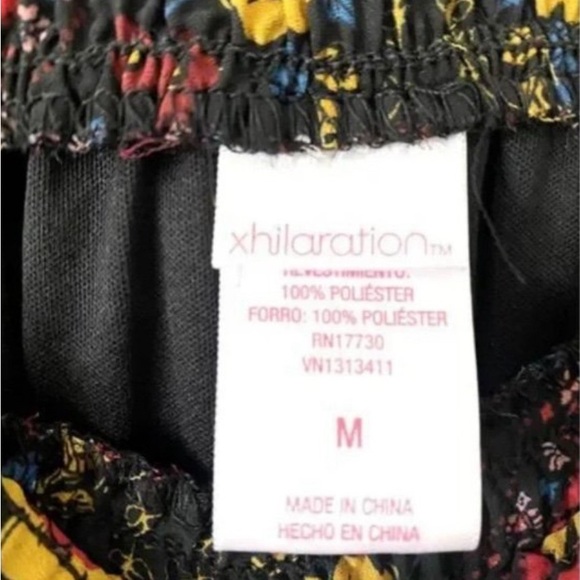 xhilaration™
REVESTIMIENTO:
100% POLIÉSTER
FORRO: 100% POLIÉSTER
RN17730
VN1313411
M
MADE IN CHINA
HECHO EN CHINA